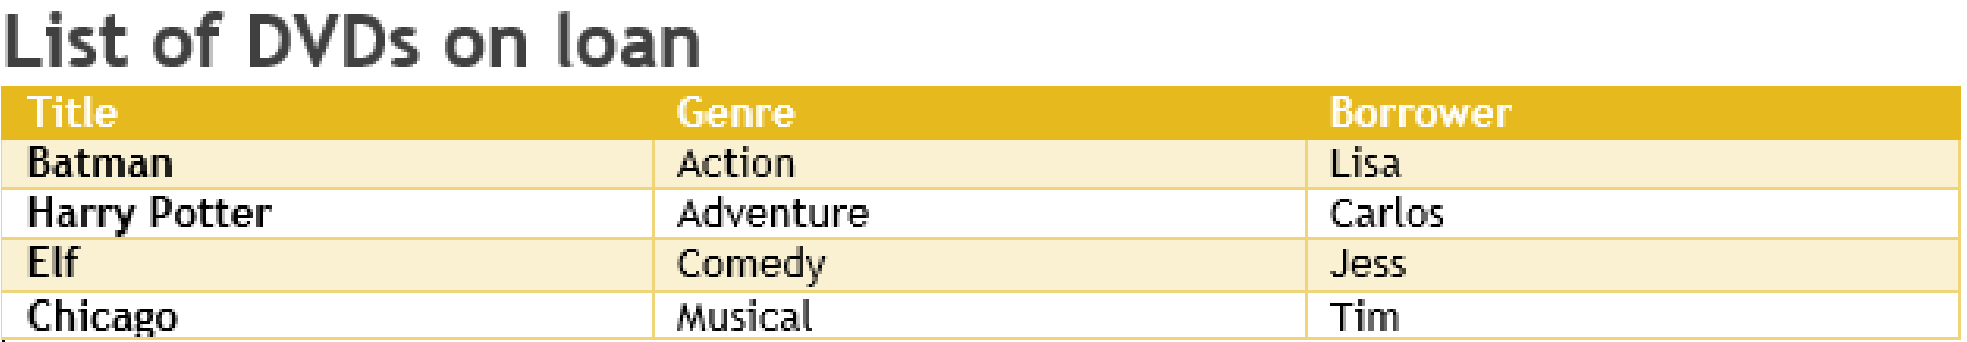 List of DVDs on loan
Title Genre Borrower
Batman Action Lisa
Harry Potter Adventure Carlos
Elf Comedy Jess
Chicago Musical Tim